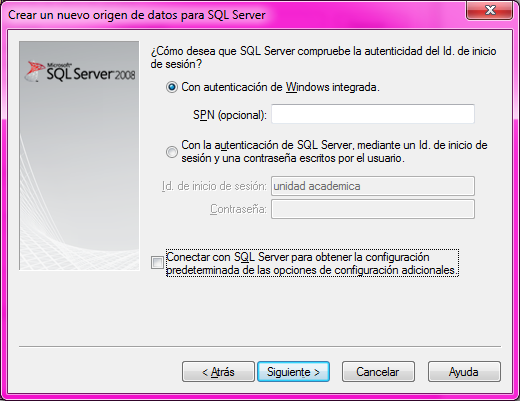 Crear un nuevo origen de datos para SQL Server
Microsoft
SQL Server 2008
¿Cómo desea que SQL Server compruebe la autenticidad del Id. de inicio
de sesión?
Con autenticación de Windows integrada.
SPN (opcional):
Con la autenticación de SQL Server, mediante un Id. de inicio de
sesión y una contraseña escritos por el usuario.
Id. de inicio de sesión:
unidad academica
Contraseña:
Conectar con SQL Server para obtener la configuración
predeterminada de las opciones de configuración adicionales.
< Atrás
Siguiente >
Cancelar
Ayuda